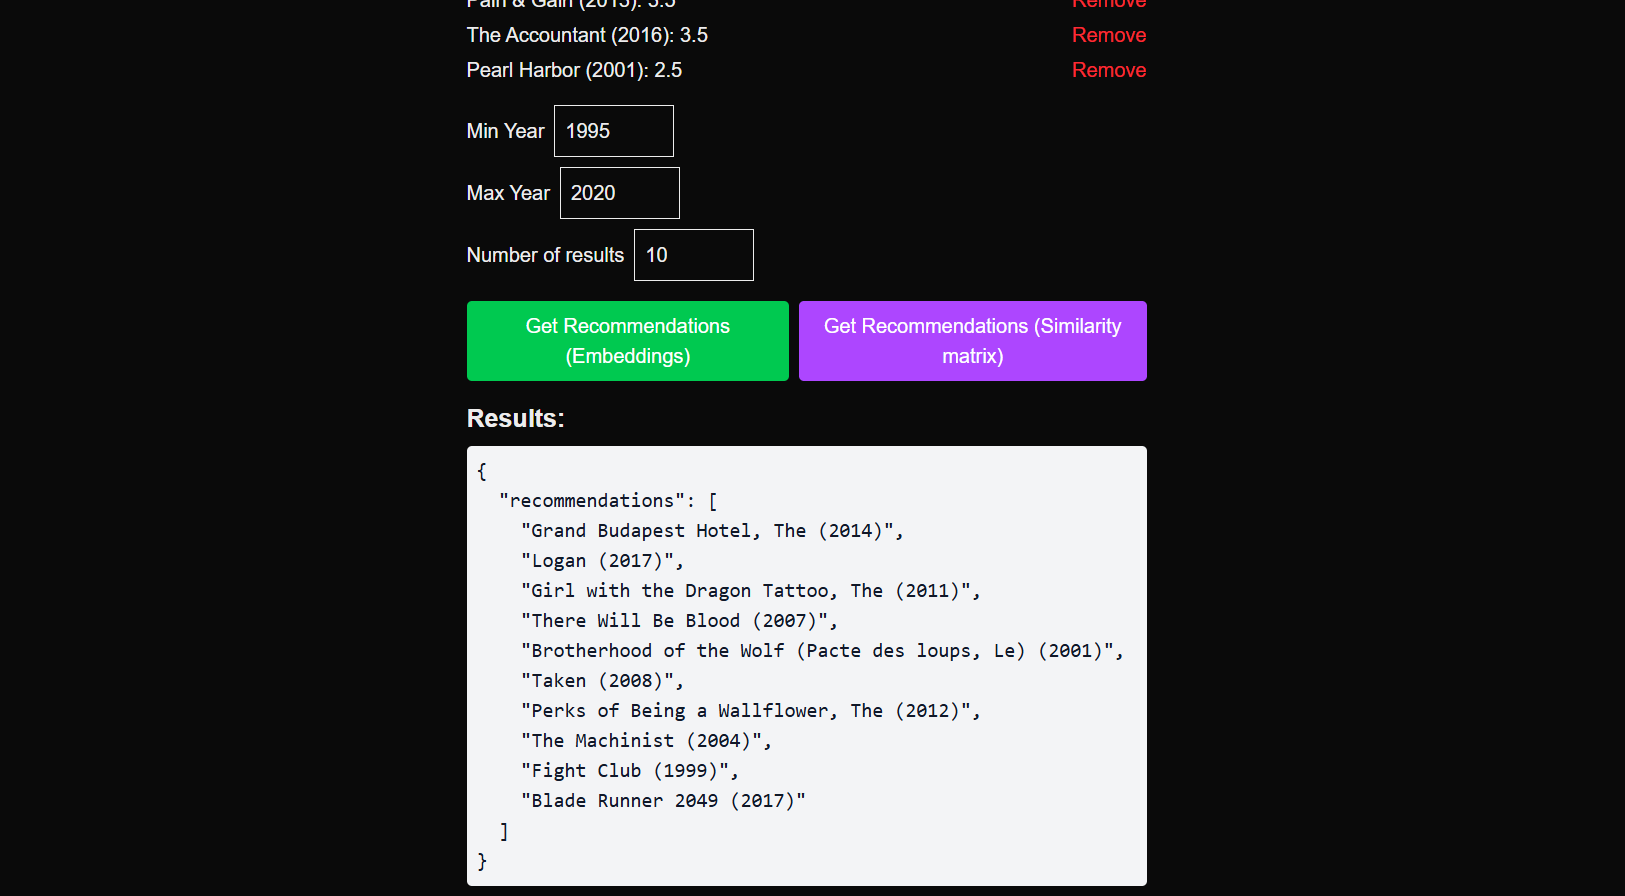 Pain & Gain (2013): 3.5
Remove
The Accountant (2016): 3.5
Remove
Pearl Harbor (2001): 2.5
Remove
Min Year
1995
Max Year
2020
Number of results
10
Get Recommendations
(Embeddings)
Get Recommendations (Similarity
matrix)
Results:
{
"recommendations": [
"Grand Budapest Hotel, The (2014)",
"Logan (2017)",
"Girl with the Dragon Tattoo, The (2011)",
"There Will Be Blood (2007)",
"Brotherhood of the Wolf (Pacte des loups, Le) (2001)",
"Taken (2008)",
"Perks of Being a Wallflower, The (2012)",
"The Machinist (2004)",
"Fight Club (1999)",
"Blade Runner 2049 (2017)"
]
}